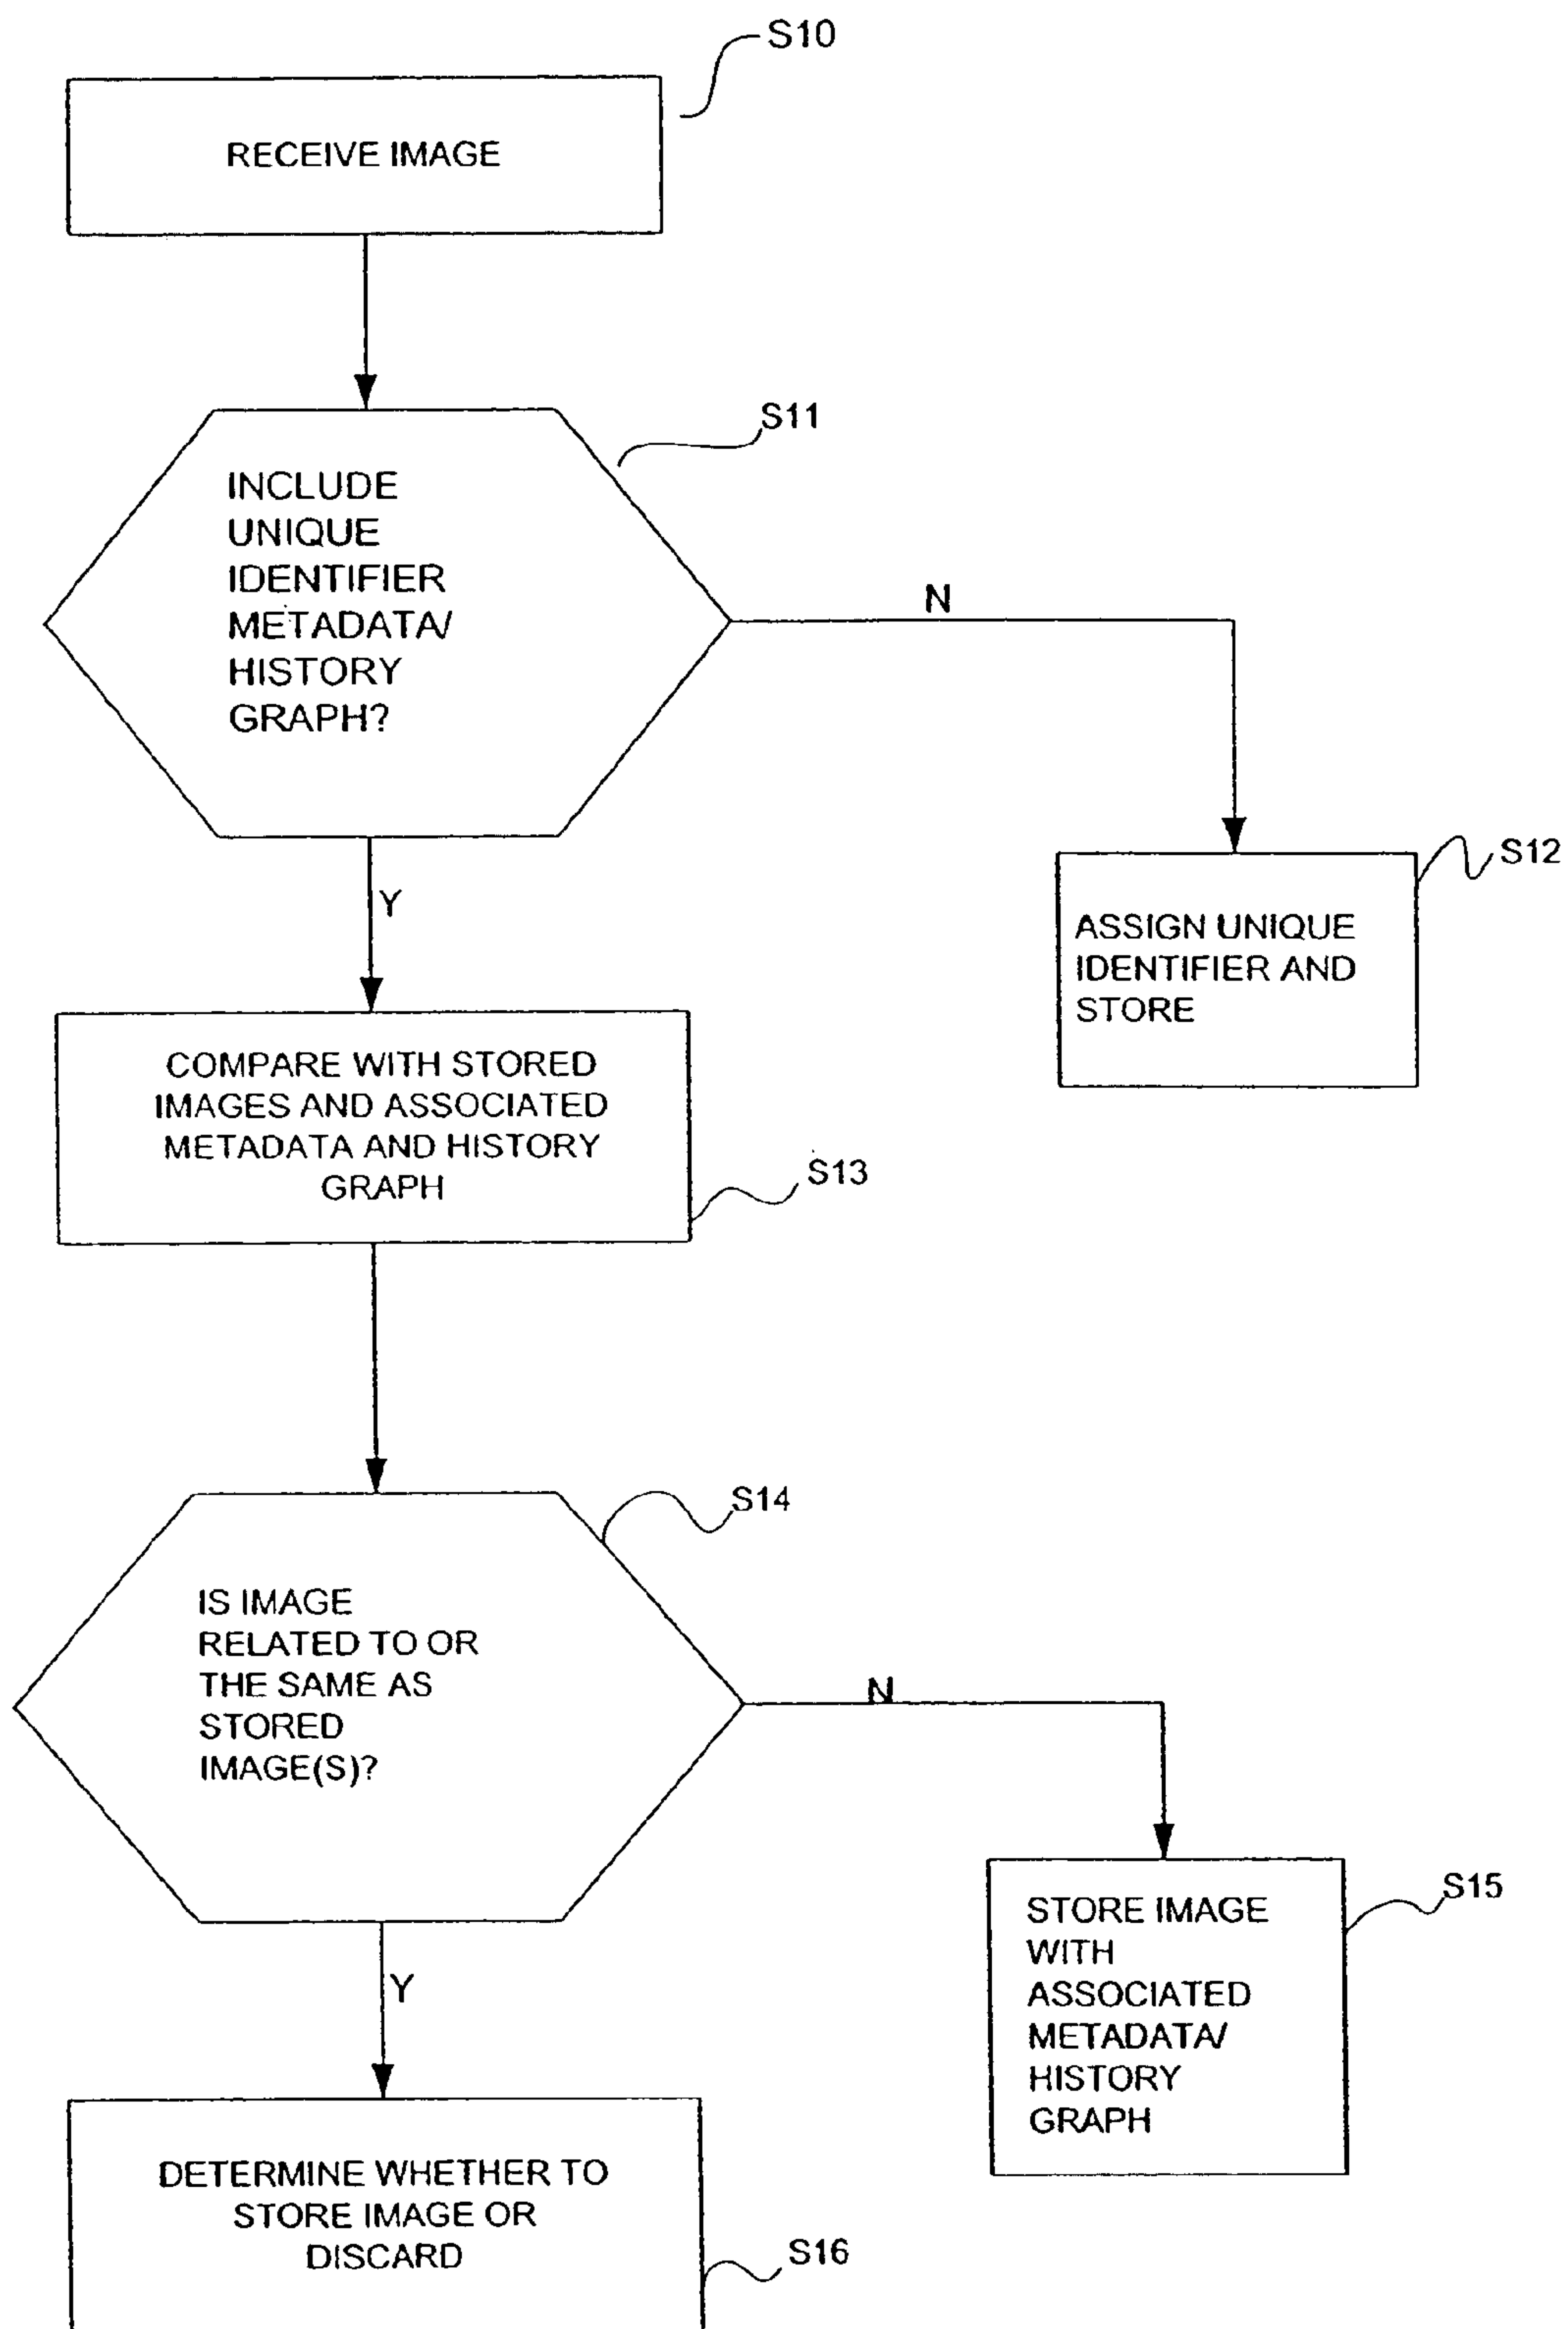 S10
RECEIVE IMAGE
S11
INCLUDE
UNIQUE
IDENTIFIER
METADATA/
HISTORY
GRAPH?
N
Y
S12
ASSIGN UNIQUE
IDENTIFIER AND
STORE
COMPARE WITH STORED
IMAGES AND ASSOCIATED
METADATA AND HISTORY
GRAPH
S13
S14
IS IMAGE
RELATED TO OR
THE SAME AS
STORED
IMAGE(S)?
N
Y
S15
STORE IMAGE
WITH
ASSOCIATED
METADATA/
HISTORY
GRAPH
DETERMINE WHETHER TO
STORE IMAGE OR
DISCARD
S16